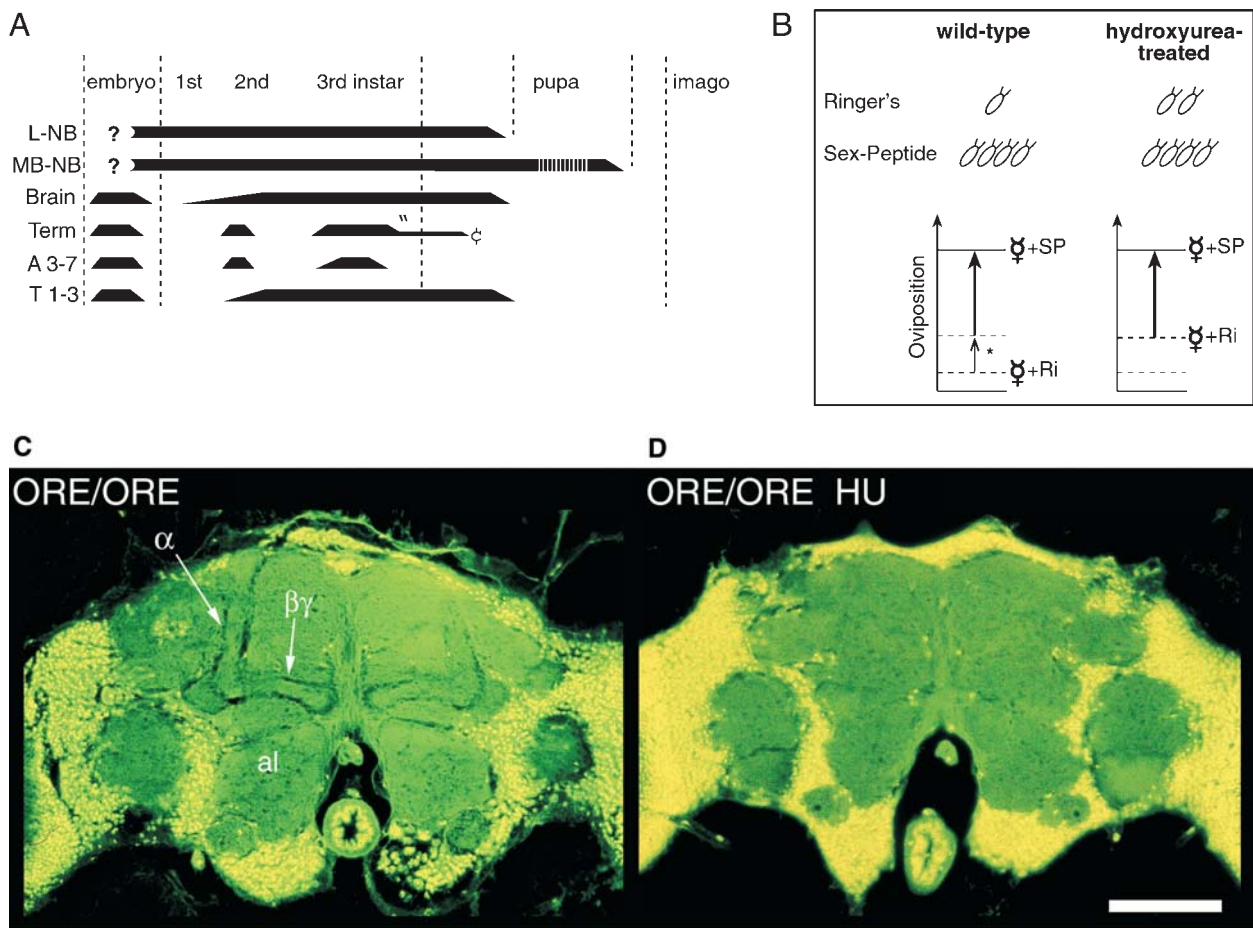 A
embryo 1st 2nd 3rd instar pupa imago
L-NB ?
MB-NB ?
Brain
Term "
A 3-7
T 1-3
B
wild-type
hydroxyurea-
treated
Ringer's
Sex-Peptide
Oviposition
+SP
*
+Ri
+SP
+Ri
C
ORE/ORE
α
βγ
al
D
ORE/ORE HU